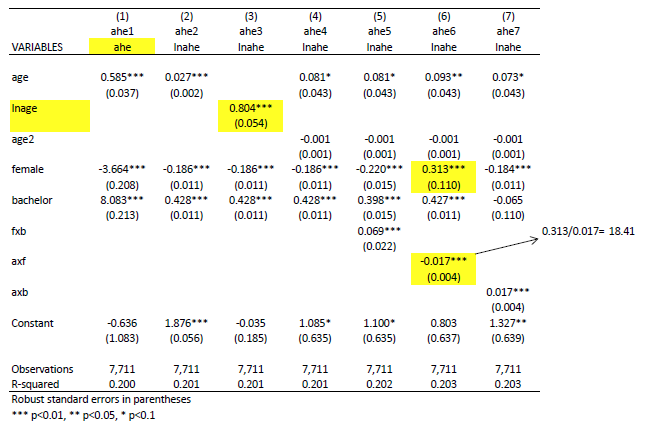 (1) (2) (3) (4) (5) (6) (7)
ahe1 ahe2 ahe3 ahe4 ahe5 ahe6 ahe7
VARIABLES ahe lnahe lnahe lnahe lnahe lnahe lnahe
age 0.585*** 0.027*** 0.081* 0.081* 0.093** 0.073*
(0.037) (0.002) (0.043) (0.043) (0.043) (0.043)
lnage 0.804***
(0.054)
age2 -0.001 -0.001 -0.001 -0.001
(0.001) (0.001) (0.001) (0.001)
female -3.664*** -0.186*** -0.186*** -0.186*** -0.220*** 0.313*** -0.184***
(0.208) (0.011) (0.011) (0.011) (0.015) (0.110) (0.011)
bachelor 8.083*** 0.428*** 0.428*** 0.428*** 0.398*** 0.427*** -0.065
(0.213) (0.011) (0.011) (0.011) (0.015) (0.011) (0.110)
fxb 0.069*** 0.313/0.017= 18.41
(0.022)
axf -0.017***
(0.004)
axb 0.017***
(0.004)
Constant -0.636 1.876*** -0.035 1.085* 1.100* 0.803 1.327**
(1.083) (0.056) (0.185) (0.635) (0.635) (0.637) (0.639)
Observations 7,711 7,711 7,711 7,711 7,711 7,711 7,711
R-squared 0.200 0.201 0.201 0.201 0.202 0.203 0.203
Robust standard errors in parentheses
*** p<0.01, ** p<0.05, * p<0.1